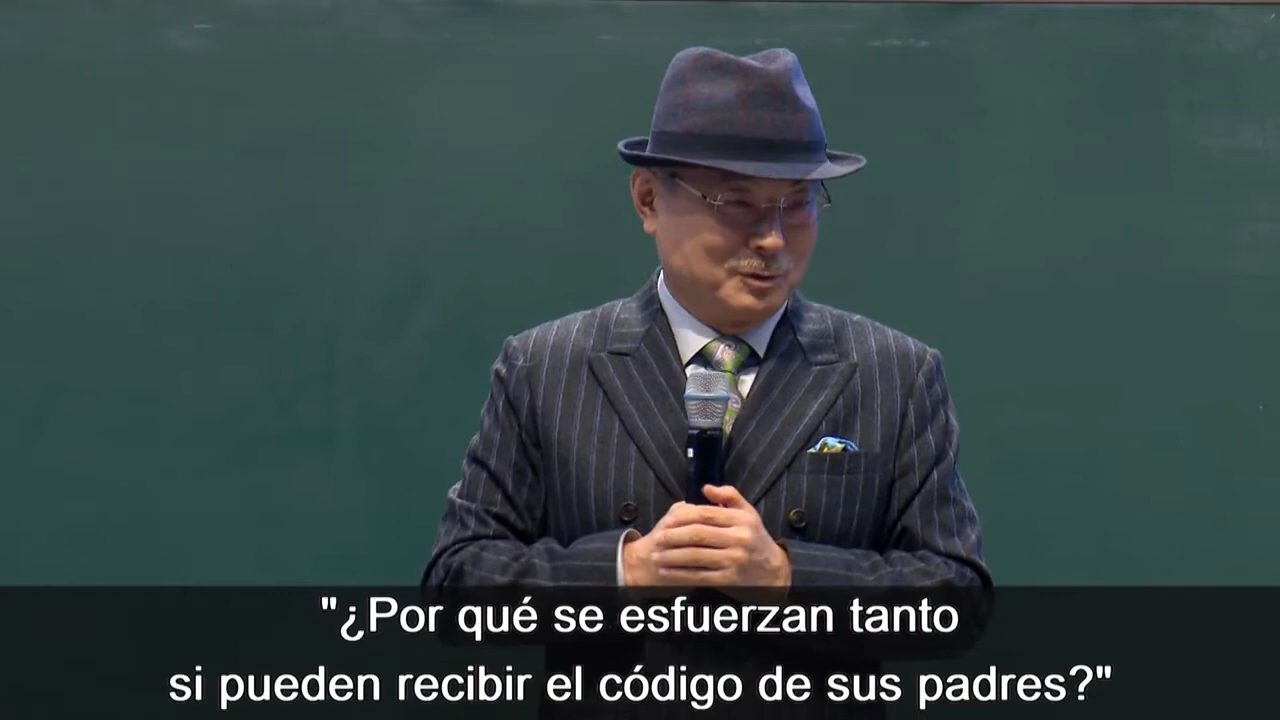 "¿Por qué se esfuerzan tanto
si pueden recibir el código de sus padres?"